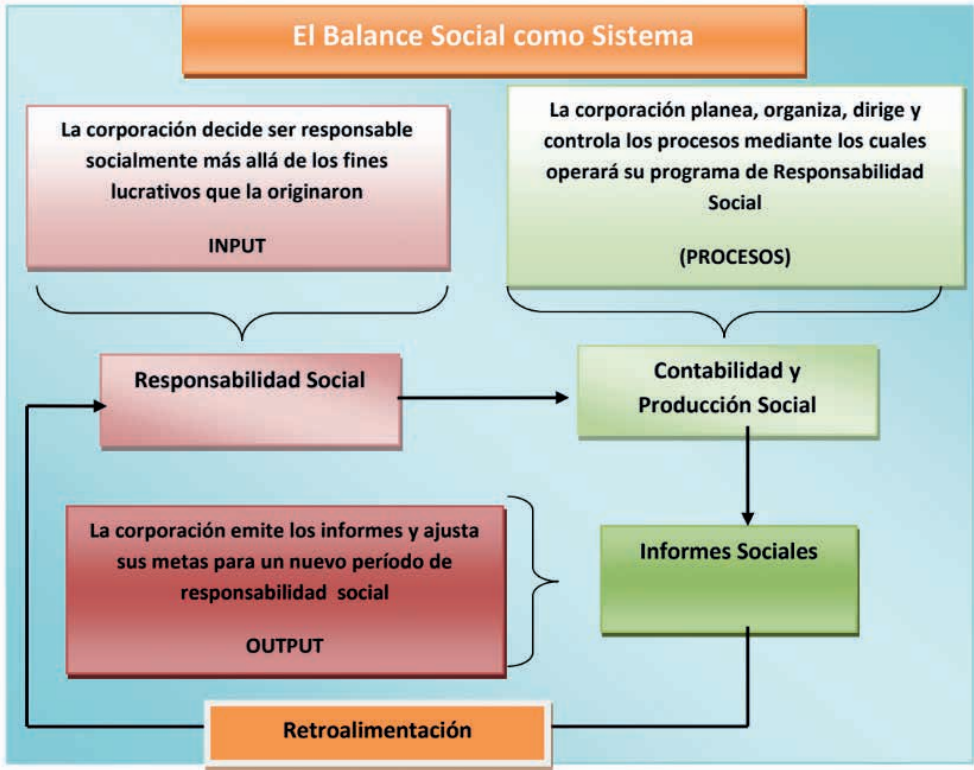 El Balance Social como Sistema
La corporación decide ser responsable
socialmente más allá de los fines
lucrativos que la originaron
INPUT
La corporación planea, organiza, dirige y
controla los procesos mediante los cuales
operará su programa de Responsabilidad
Social
(PROCESOS)
Responsabilidad Social
Contabilidad y
Producción Social
La corporación emite los informes y ajusta
sus metas para un nuevo período de
responsabilidad social
OUTPUT
Informes Sociales
Retroalimentación